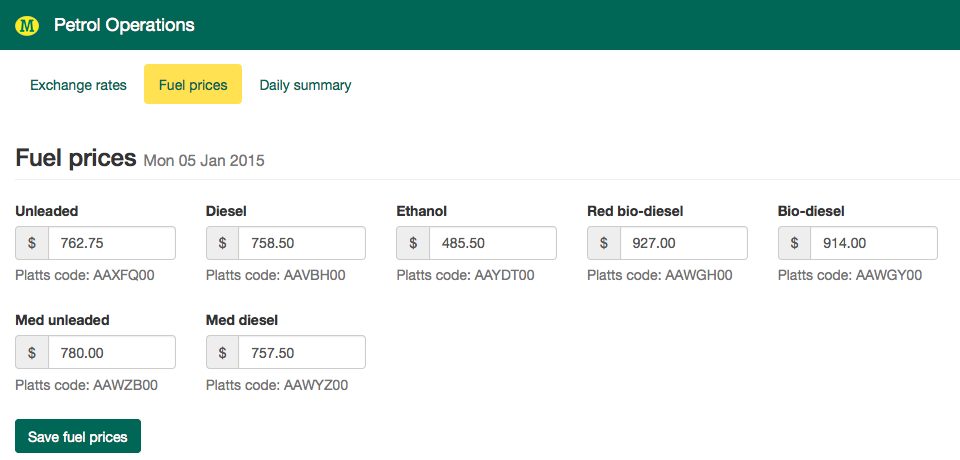 M Petrol Operations
Exchange rates Fuel prices Daily summary
Fuel prices Mon 05 Jan 2015
Unleaded Diesel Ethanol Red bio-diesel Bio-diesel
$ 762.75 $ 758.50 $ 485.50 $ 927.00 $ 914.00
Platts code: AAXFQ00 Platts code: AAVBH00 Platts code: AAYDT00 Platts code: AAWGH00 Platts code: AAWGY00
Med unleaded Med diesel
$ 780.00 $ 757.50
Platts code: AAWZB00 Platts code: AAWYZ00
Save fuel prices